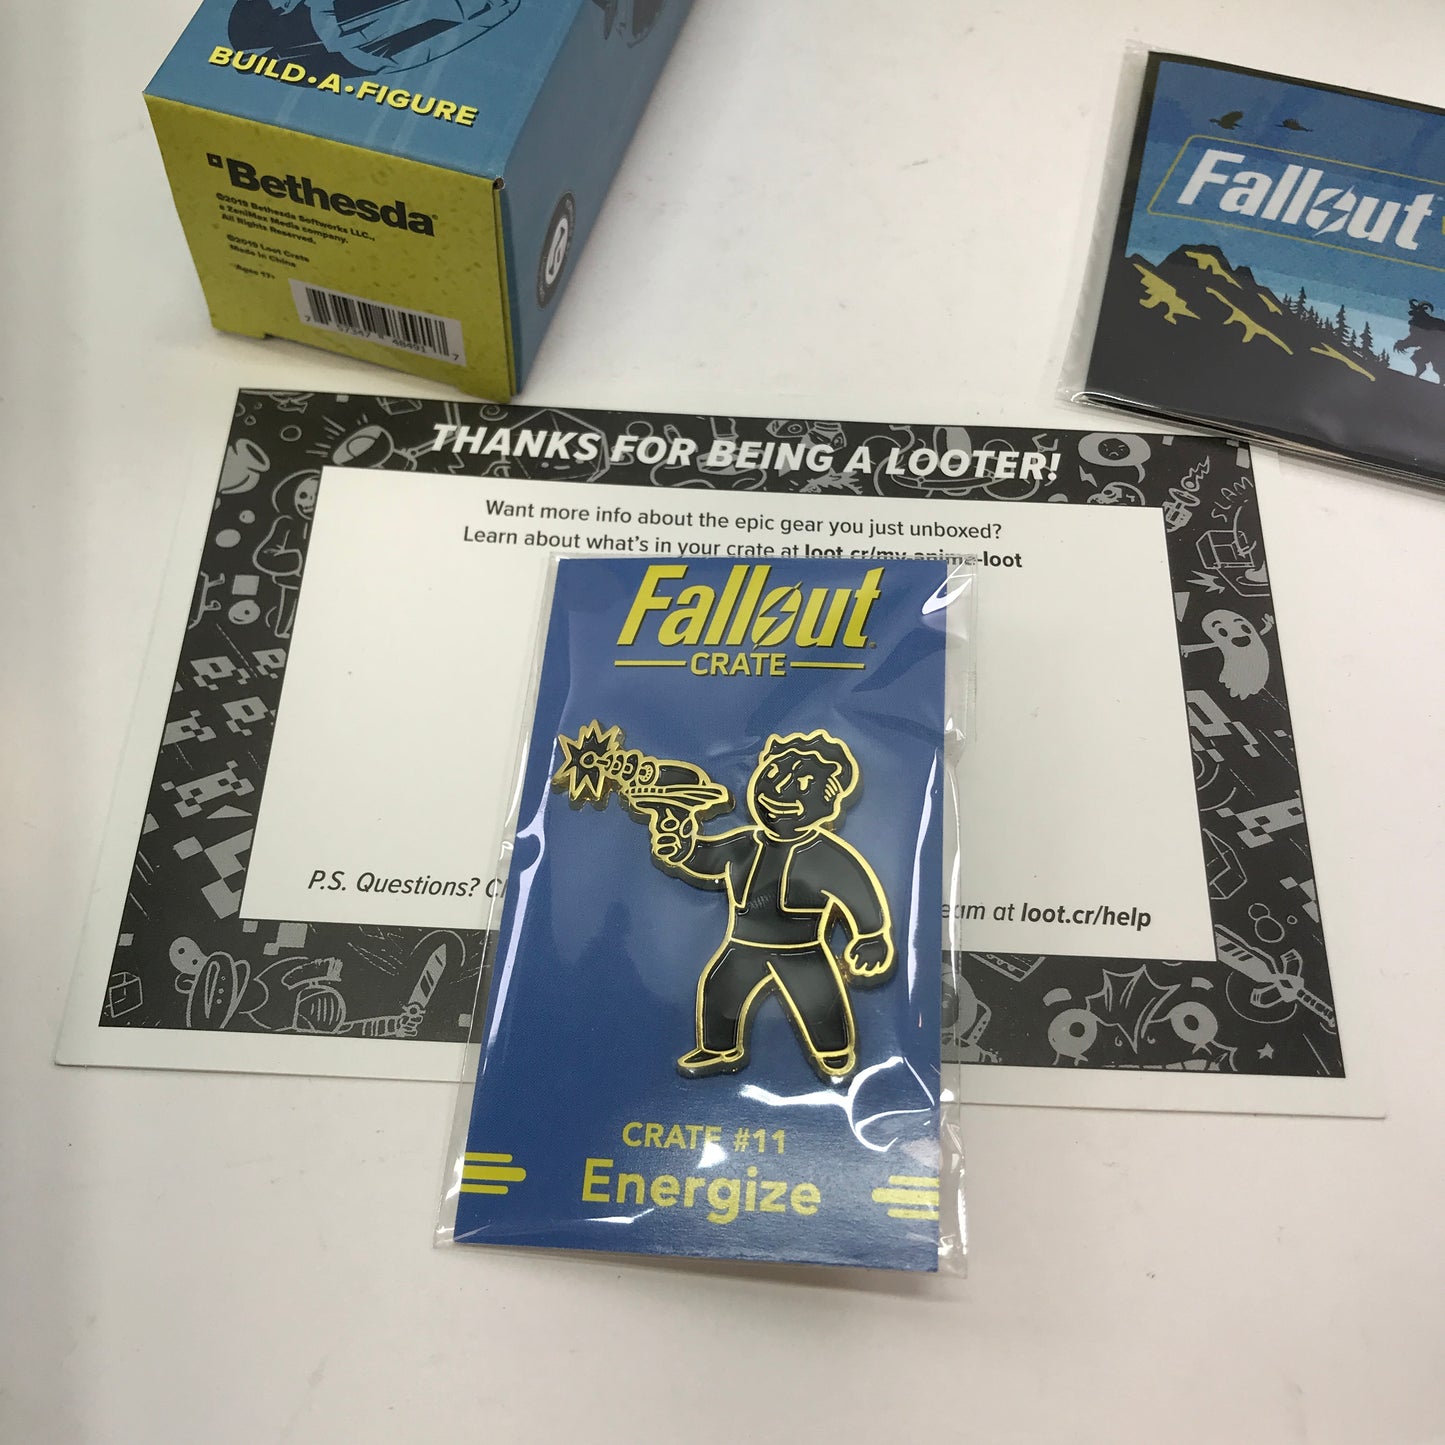 BUILD•A•FIGURE
Bethesda
©2019 Bethesda Softworks LLC.,
a ZeniMax Media company.
All Rights Reserved.
©2019 Loot Crate
Made in China
Ages 17+
Fallout
THANKS FOR BEING A LOOTER!
Want more info about the epic gear you just unboxed?
Learn about what's in your crate at loot.cr/my-anime-loot
Fallout
CRATE
P.S. Questions?
at loot.cr/help
CRATE #11
Energize